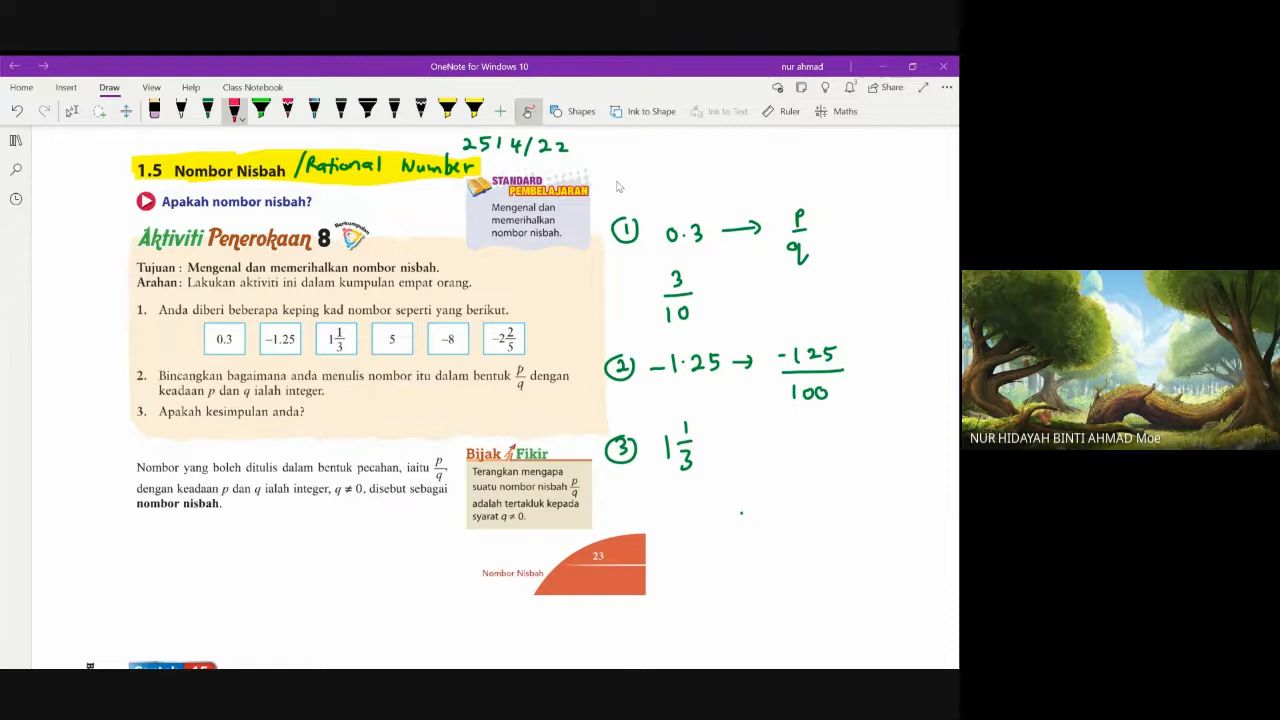 OneNote for Windows 10
nur ahmad
Home Insert Draw View Help Class Notebook
Share
Shapes Ink to Shape Ink to Text Ruler Maths
25/4/22
1.5 Nombor Nisbah /Rational Number
Apakah nombor nisbah?
STANDARD
PEMBELAJARAN
Mengenal dan
memerihalkan
nombor nisbah.
Aktiviti Penerokaan 8
Berkumpulan
Tujuan : Mengenal dan memerihalkan nombor nisbah.
Arahan : Lakukan aktiviti ini dalam kumpulan empat orang.
1. Anda diberi beberapa keping kad nombor seperti yang berikut.
0.3 –1.25 1 1/3 5 –8 –2 2/5
2. Bincangkan bagaimana anda menulis nombor itu dalam bentuk p/q dengan
keadaan p dan q ialah integer.
3. Apakah kesimpulan anda?
Nombor yang boleh ditulis dalam bentuk pecahan, iaitu p/q,
dengan keadaan p dan q ialah integer, q ≠ 0, disebut sebagai
nombor nisbah.
Bijak Fikir
Terangkan mengapa
suatu nombor nisbah p/q
adalah tertakluk kepada
syarat q ≠ 0.
23
Nombor Nisbah
① 0.3 → p/q
3/10
② -1.25 → -125/100
③ 1 1/3
NUR HIDAYAH BINTI AHMAD Moe